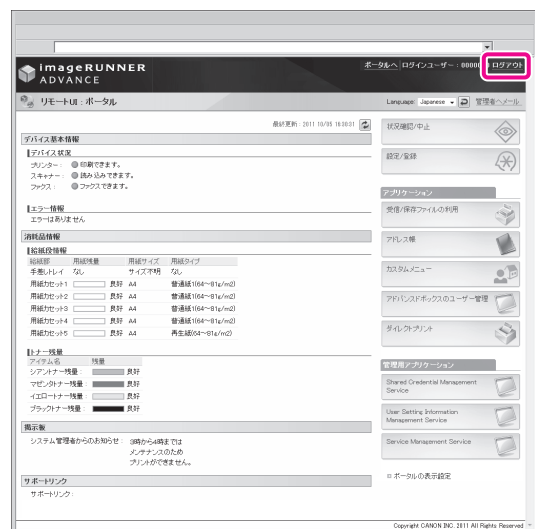 imageRUNNER
ADVANCE
ポータルへ ログインユーザー : 00000 ログアウト
リモートUI : ポータル
Language: Japanese 管理者へメール
最終更新 : 2011 10/05 18:30:31
デバイス基本情報
デバイス状況
プリンター : 印刷できます。
スキャナー : 読み込みできます。
ファクス : ファクスできます。
エラー情報
エラーはありません
消耗品情報
給紙段情報
給紙部 用紙残量 用紙サイズ 用紙タイプ
手差しトレイ なし サイズ不明 なし
用紙カセット1 良好 A4 普通紙1(64~81g/m2)
用紙カセット2 良好 A4 普通紙1(64~81g/m2)
用紙カセット3 良好 A4 普通紙1(64~81g/m2)
用紙カセット4 良好 A4 普通紙1(64~81g/m2)
用紙カセット5 良好 A4 再生紙(64~81g/m2)
トナー残量
アイテム名 残量
シアントナー残量 : 良好
マゼンタトナー残量 : 良好
イエロートナー残量 : 良好
ブラックトナー残量 : 良好
掲示板
システム管理者からのお知らせ : 3時から4時までは
メンテナンスのため
プリントができません。
サポートリンク
サポートリンク :
状況確認/中止
設定/登録
アプリケーション
受信/保存ファイルの利用
アドレス帳
カスタムメニュー
アドバンスドボックスのユーザー管理
ダイレクトプリント
管理用アプリケーション
Shared Credential Management
Service
User Setting Information
Management Service
Service Management Service
ポータルの表示設定
Copyright CANON INC. 2011 All Rights Reserved